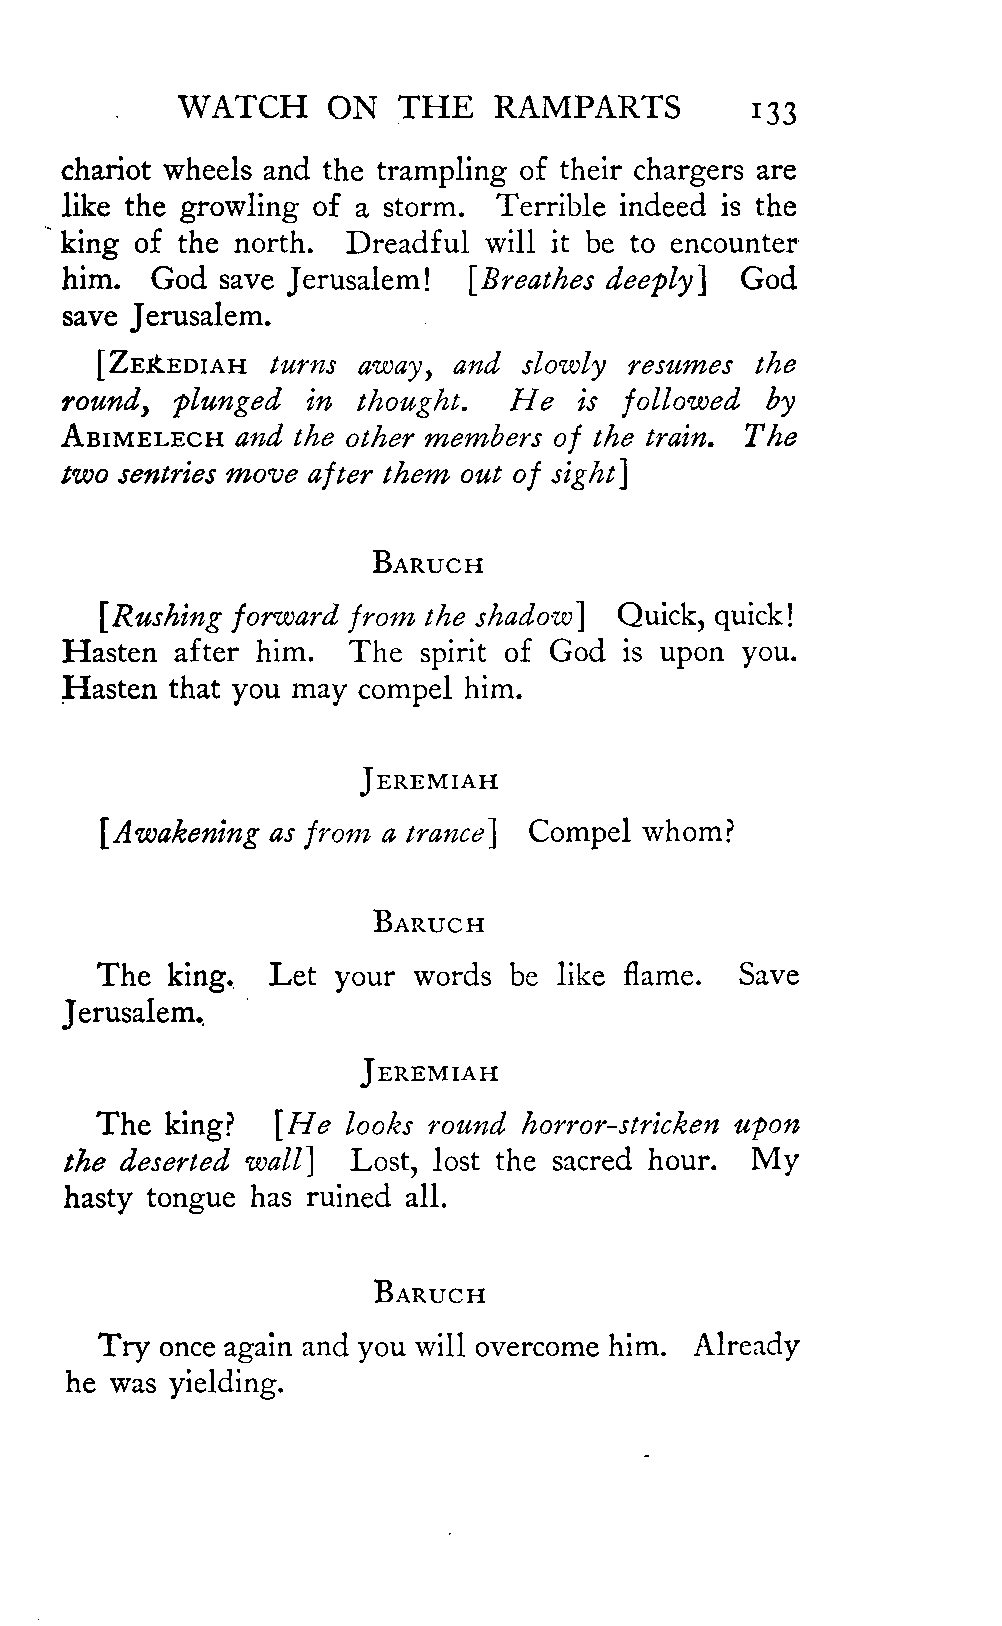 WATCH ON THE RAMPARTS 133
chariot wheels and the trampling of their chargers are
like the growling of a storm. Terrible indeed is the
king of the north. Dreadful will it be to encounter
him. God save Jerusalem! [Breathes deeply] God
save Jerusalem.
[ZEKEDIAH turns away, and slowly resumes the
round, plunged in thought. He is followed by
ABIMELECH and the other members of the train. The
two sentries move after them out of sight]
BARUCH
[Rushing forward from the shadow] Quick, quick!
Hasten after him. The spirit of God is upon you.
Hasten that you may compel him.
JEREMIAH
[Awakening as from a trance] Compel whom?
BARUCH
The king. Let your words be like flame. Save
Jerusalem.
JEREMIAH
The king? [He looks round horror-stricken upon
the deserted wall] Lost, lost the sacred hour. My
hasty tongue has ruined all.
BARUCH
Try once again and you will overcome him. Already
he was yielding.